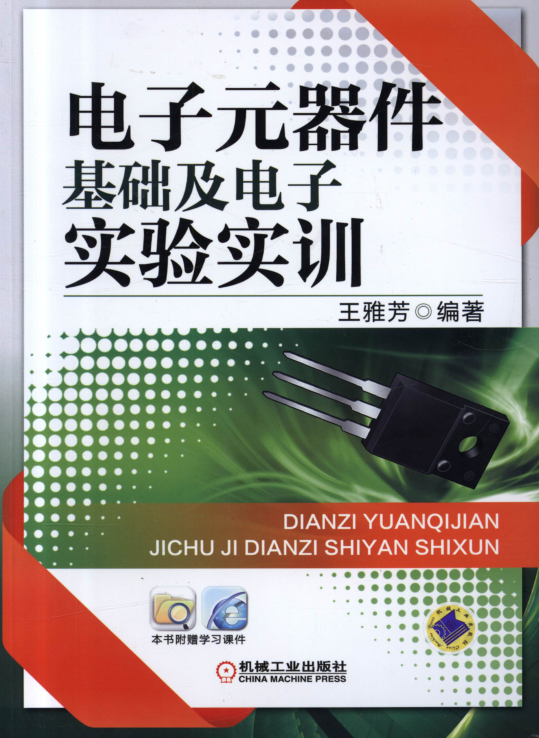 电子元器件
基础及电子
实验实训
王雅芳◎编著
DIANZI YUANQIJIAN
JICHU JI DIANZI SHIYAN SHIXUN
本书附赠学习课件
机械工业出版社
CHINA MACHINE PRESS